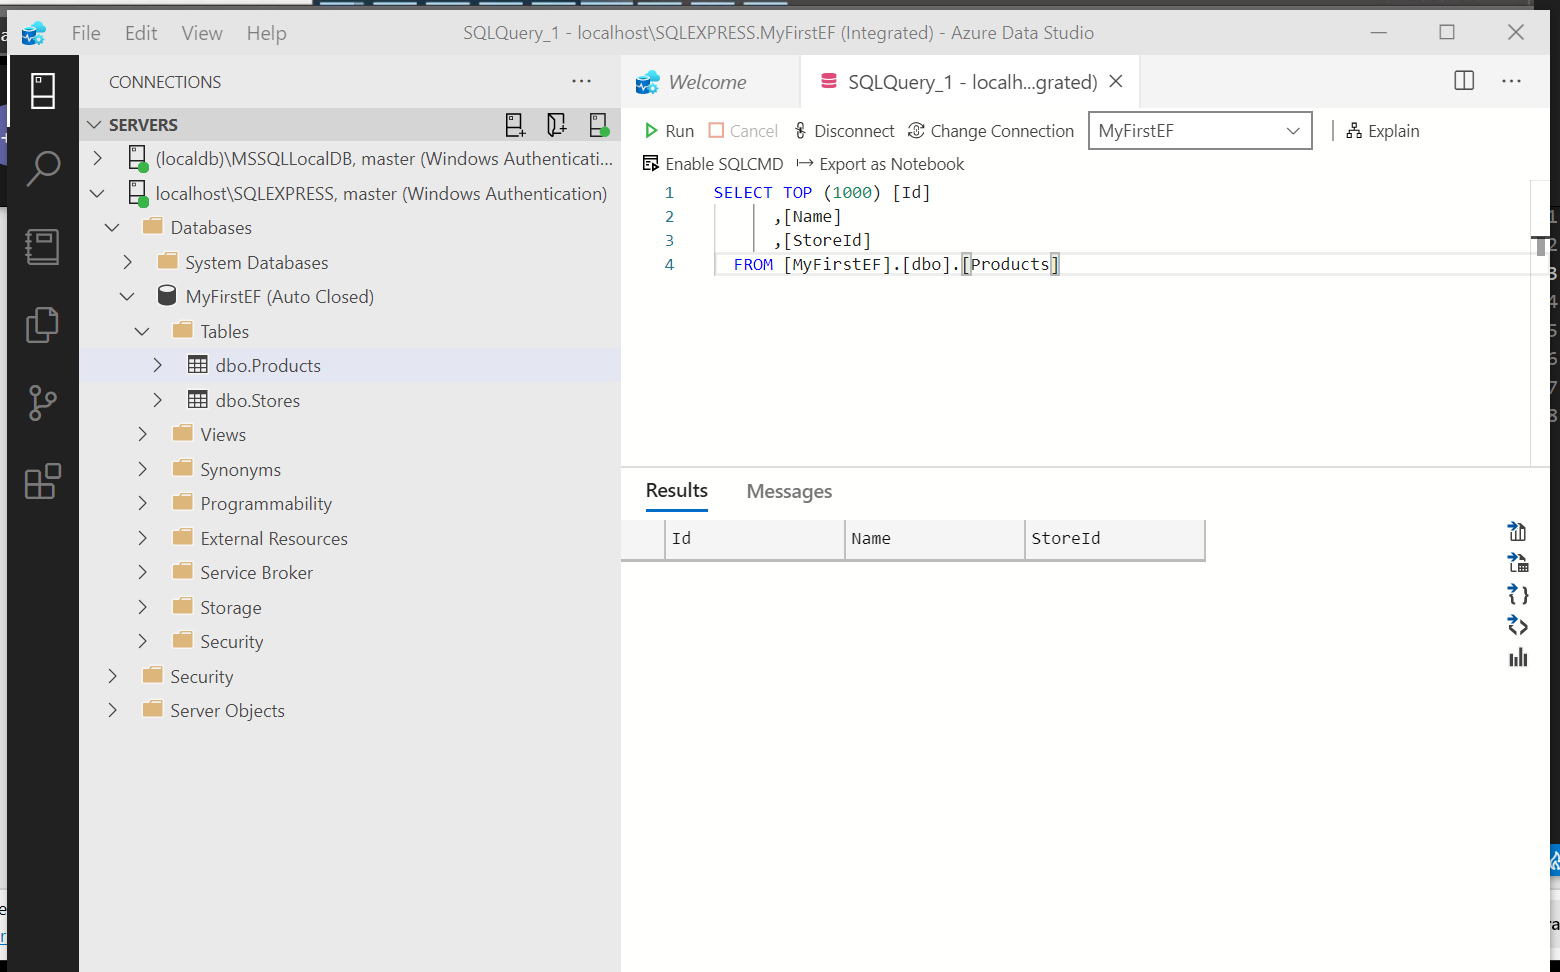 File Edit View Help
SQLQuery_1 - localhost\SQLEXPRESS.MyFirstEF (Integrated) - Azure Data Studio
CONNECTIONS
SERVERS
(localdb)\MSSQLLocalDB, master (Windows Authenticati...
localhost\SQLEXPRESS, master (Windows Authentication)
Databases
System Databases
MyFirstEF (Auto Closed)
Tables
dbo.Products
dbo.Stores
Views
Synonyms
Programmability
External Resources
Service Broker
Storage
Security
Security
Server Objects
Welcome
SQLQuery_1 - localh...grated)
Run Cancel Disconnect Change Connection MyFirstEF Explain
Enable SQLCMD Export as Notebook
1 SELECT TOP (1000) [Id]
2 ,[Name]
3 ,[StoreId]
4 FROM [MyFirstEF].[dbo].[Products]
Results Messages
Id Name StoreId